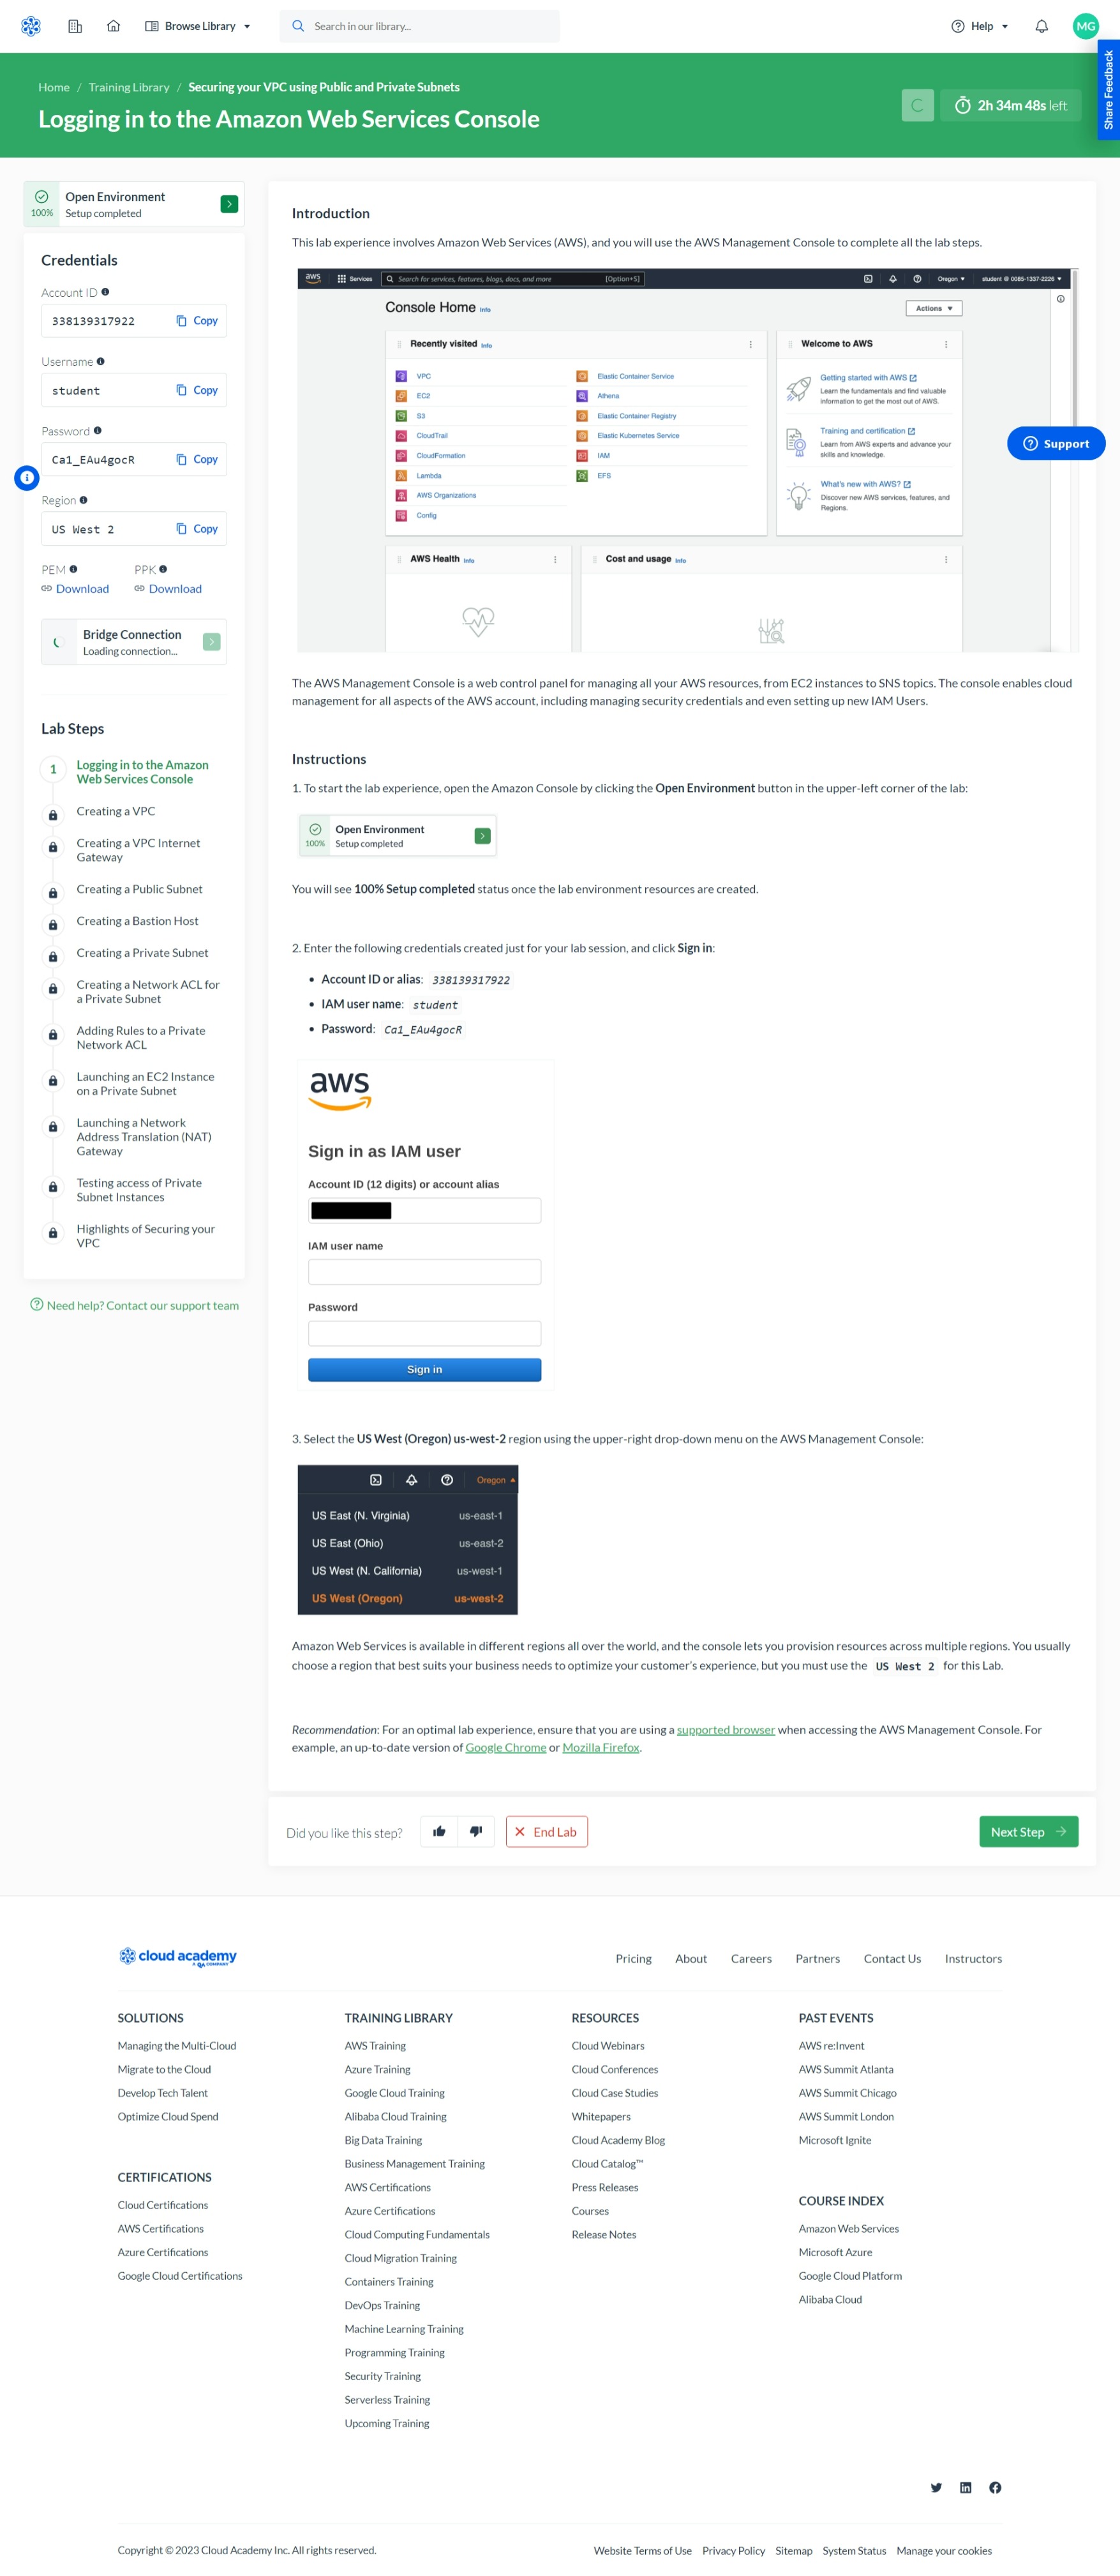 Browse Library
Search in our library...
Help
MG
Share Feedback
Home / Training Library / Securing your VPC using Public and Private Subnets
Logging in to the Amazon Web Services Console
2h 34m 48s left
100%
Open Environment
Setup completed
Credentials
Account ID
338139317922 Copy
Username
student Copy
Password
Ca1_EAu4gocR Copy
Region
US West 2 Copy
PEM PPK
Download Download
Bridge Connection
Loading connection...
Lab Steps
1 Logging in to the Amazon
Web Services Console
Creating a VPC
Creating a VPC Internet
Gateway
Creating a Public Subnet
Creating a Bastion Host
Creating a Private Subnet
Creating a Network ACL for
a Private Subnet
Adding Rules to a Private
Network ACL
Launching an EC2 Instance
on a Private Subnet
Launching a Network
Address Translation (NAT)
Gateway
Testing access of Private
Subnet Instances
Highlights of Securing your
VPC
Need help? Contact our support team
Introduction
This lab experience involves Amazon Web Services (AWS), and you will use the AWS Management Console to complete all the lab steps.
aws Services Search for services, features, blogs, docs, and more [Option+S] Oregon student @ 0085-1337-2226
Console Home Info
Actions
Recently visited Info
VPC
EC2
S3
CloudTrail
CloudFormation
Lambda
AWS Organizations
Config
Elastic Container Service
Athena
Elastic Container Registry
Elastic Kubernetes Service
IAM
EFS
Welcome to AWS
Getting started with AWS
Learn the fundamentals and find valuable
information to get the most out of AWS.
Training and certification
Learn from AWS experts and advance your
skills and knowledge.
What's new with AWS?
Discover new AWS services, features, and
Regions.
AWS Health Info
Cost and usage Info
Support
The AWS Management Console is a web control panel for managing all your AWS resources, from EC2 instances to SNS topics. The console enables cloud
management for all aspects of the AWS account, including managing security credentials and even setting up new IAM Users.
Instructions
1. To start the lab experience, open the Amazon Console by clicking the Open Environment button in the upper-left corner of the lab:
100%
Open Environment
Setup completed
You will see 100% Setup completed status once the lab environment resources are created.
2. Enter the following credentials created just for your lab session, and click Sign in:
• Account ID or alias: 338139317922
• IAM user name: student
• Password: Ca1_EAu4gocR
aws
Sign in as IAM user
Account ID (12 digits) or account alias
IAM user name
Password
Sign in
3. Select the US West (Oregon) us-west-2 region using the upper-right drop-down menu on the AWS Management Console:
Oregon
US East (N. Virginia) us-east-1
US East (Ohio) us-east-2
US West (N. California) us-west-1
US West (Oregon) us-west-2
Amazon Web Services is available in different regions all over the world, and the console lets you provision resources across multiple regions. You usually
choose a region that best suits your business needs to optimize your customer's experience, but you must use the US West 2 for this Lab.
Recommendation: For an optimal lab experience, ensure that you are using a supported browser when accessing the AWS Management Console. For
example, an up-to-date version of Google Chrome or Mozilla Firefox.
Did you like this step?
End Lab
Next Step
cloud academy
A QA COMPANY
Pricing About Careers Partners Contact Us Instructors
SOLUTIONS
Managing the Multi-Cloud
Migrate to the Cloud
Develop Tech Talent
Optimize Cloud Spend
CERTIFICATIONS
Cloud Certifications
AWS Certifications
Azure Certifications
Google Cloud Certifications
TRAINING LIBRARY
AWS Training
Azure Training
Google Cloud Training
Alibaba Cloud Training
Big Data Training
Business Management Training
AWS Certifications
Azure Certifications
Cloud Computing Fundamentals
Cloud Migration Training
Containers Training
DevOps Training
Machine Learning Training
Programming Training
Security Training
Serverless Training
Upcoming Training
RESOURCES
Cloud Webinars
Cloud Conferences
Cloud Case Studies
Whitepapers
Cloud Academy Blog
Cloud Catalog™
Press Releases
Courses
Release Notes
PAST EVENTS
AWS re:Invent
AWS Summit Atlanta
AWS Summit Chicago
AWS Summit London
Microsoft Ignite
COURSE INDEX
Amazon Web Services
Microsoft Azure
Google Cloud Platform
Alibaba Cloud
Copyright © 2023 Cloud Academy Inc. All rights reserved.
Website Terms of Use Privacy Policy Sitemap System Status Manage your cookies